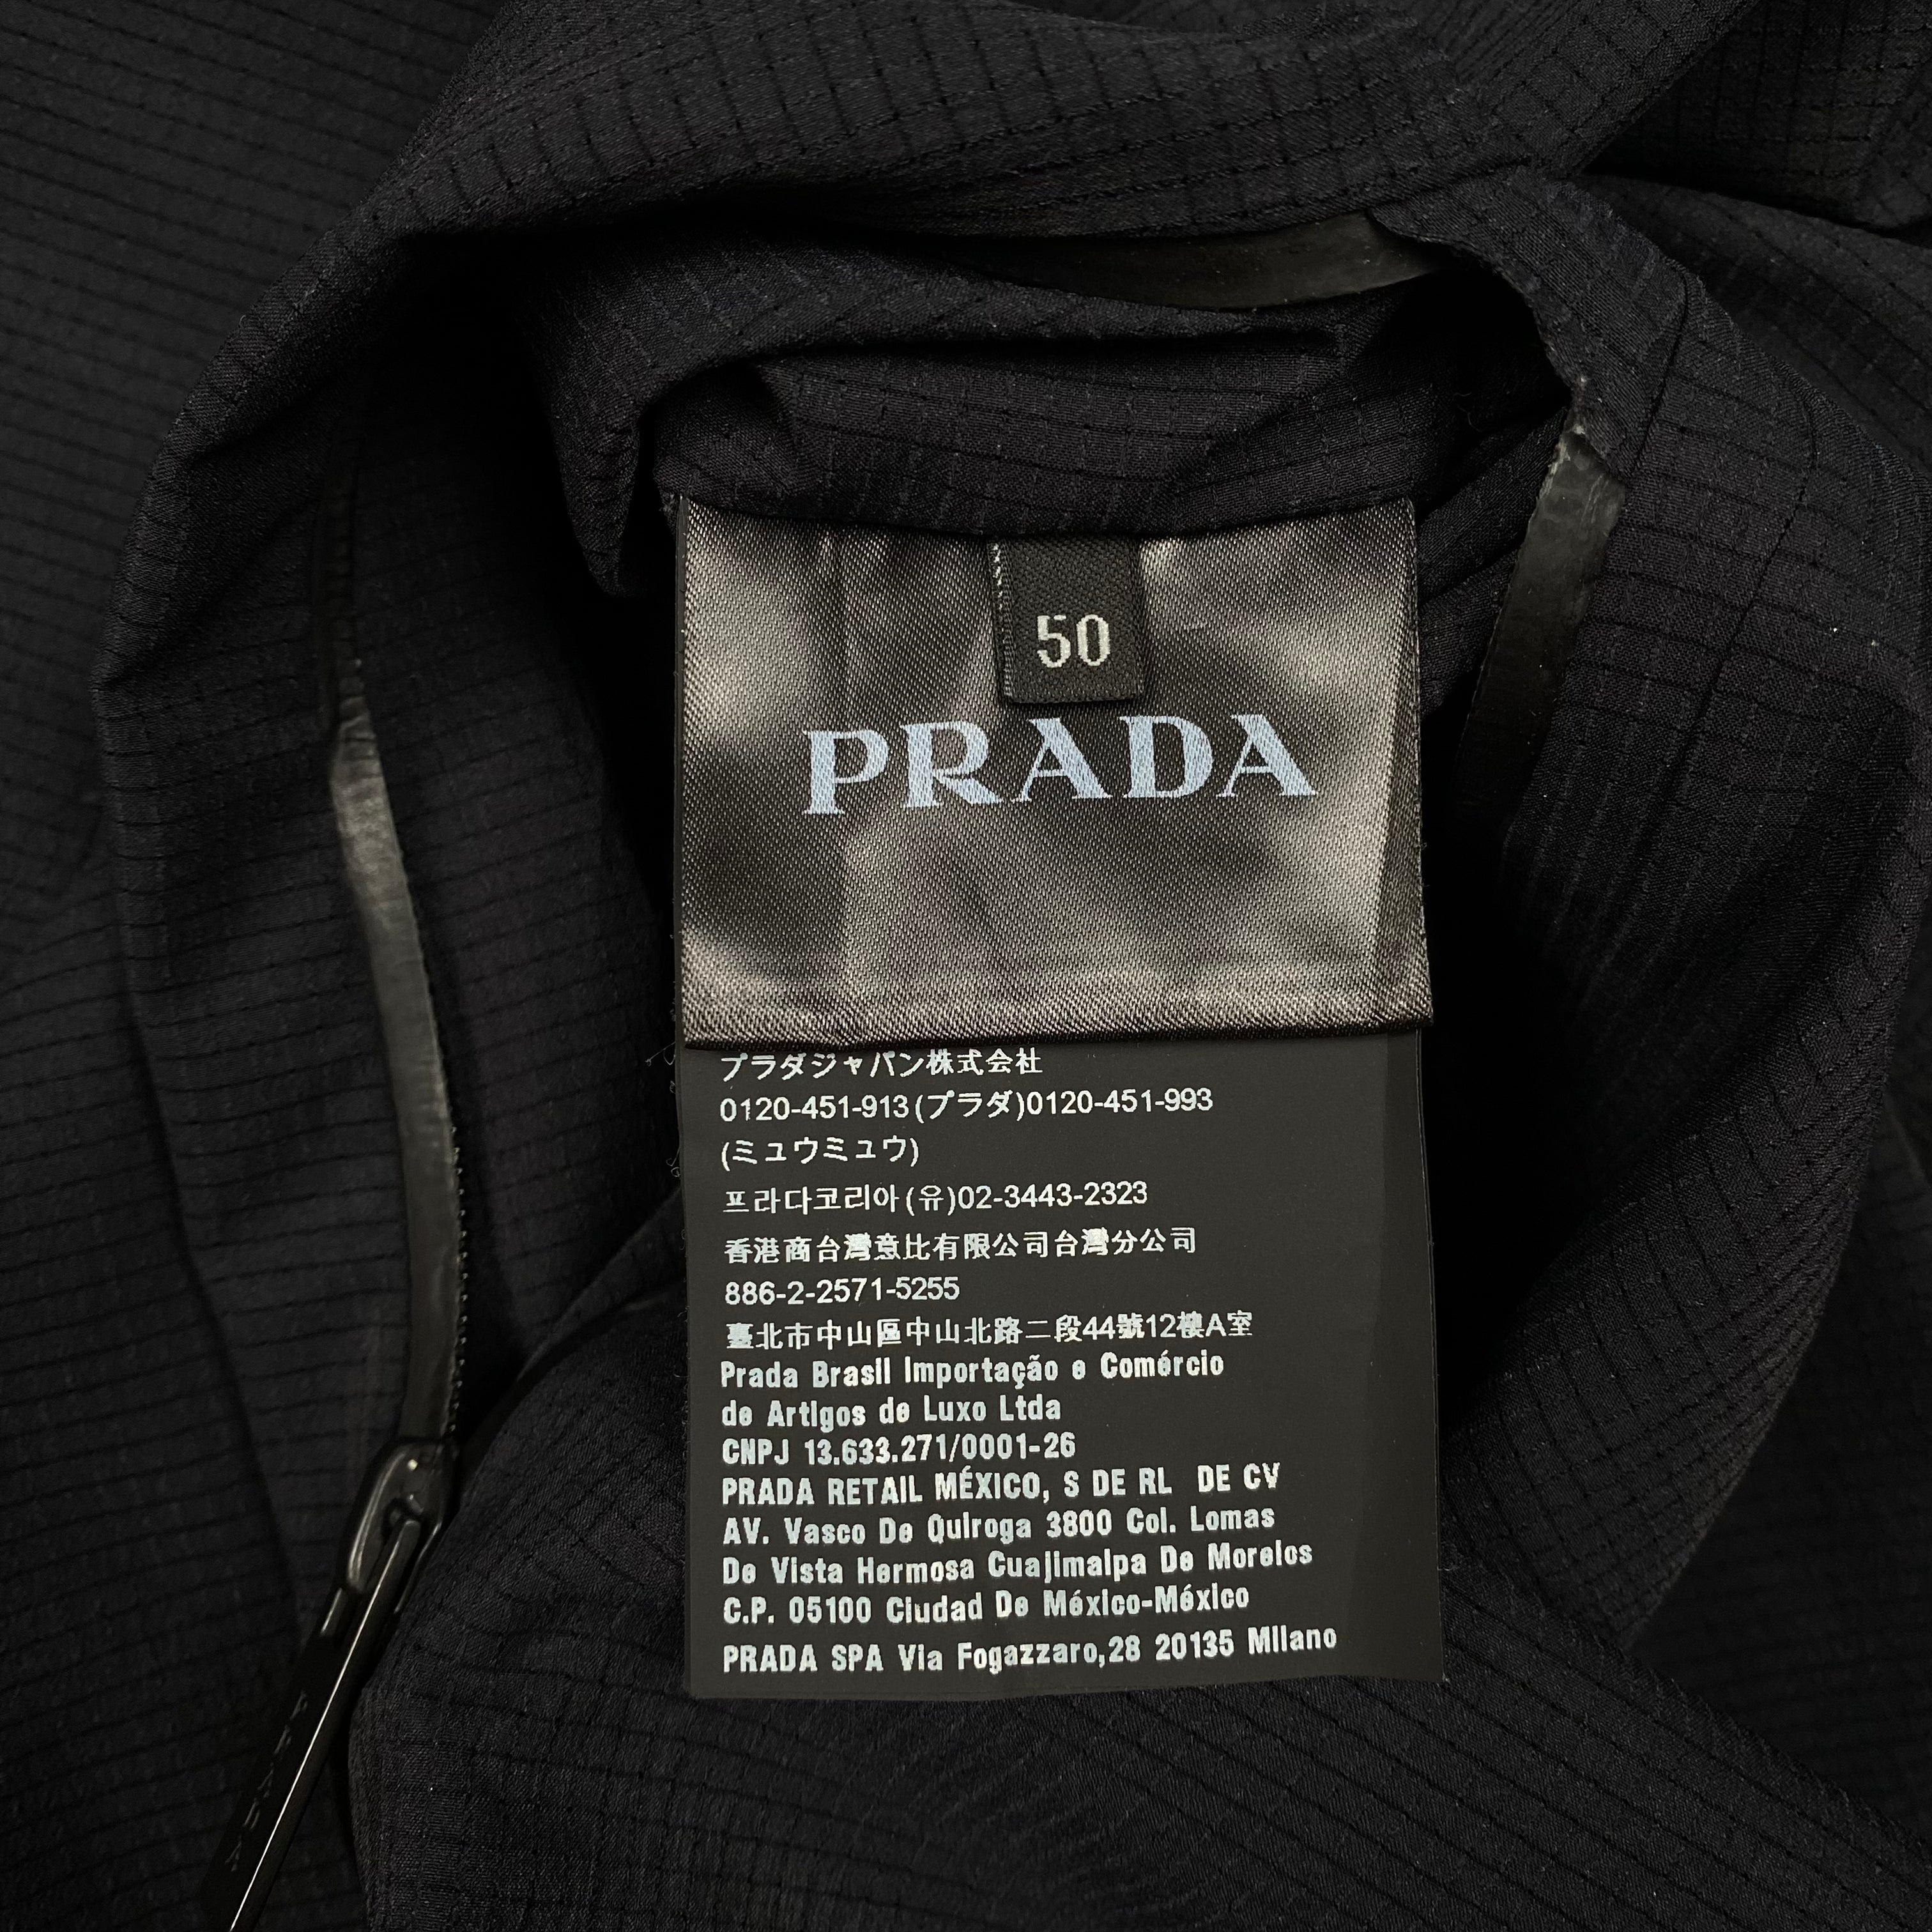 50
PRADA
プラダジャパン株式会社
0120-451-913(プラダ)0120-451-993
(ミュウミュウ)
프라다코리아(유)02-3443-2323
香港商台灣意比有限公司台灣分公司
886-2-2571-5255
臺北市中山區中山北路二段44號12樓A室
Prada Brasil Importação e Comércio
de Artigos de Luxo Ltda
CNPJ 13.633.271/0001-26
PRADA RETAIL MÉXICO, S DE RL DE CV
AV. Vasco De Quiroga 3800 Col. Lomas
De Vista Hermosa Cuajimalpa De Morelos
C.P. 05100 Ciudad De México-México
PRADA SPA Via Fogazzaro,28 20135 Milano
PRADA